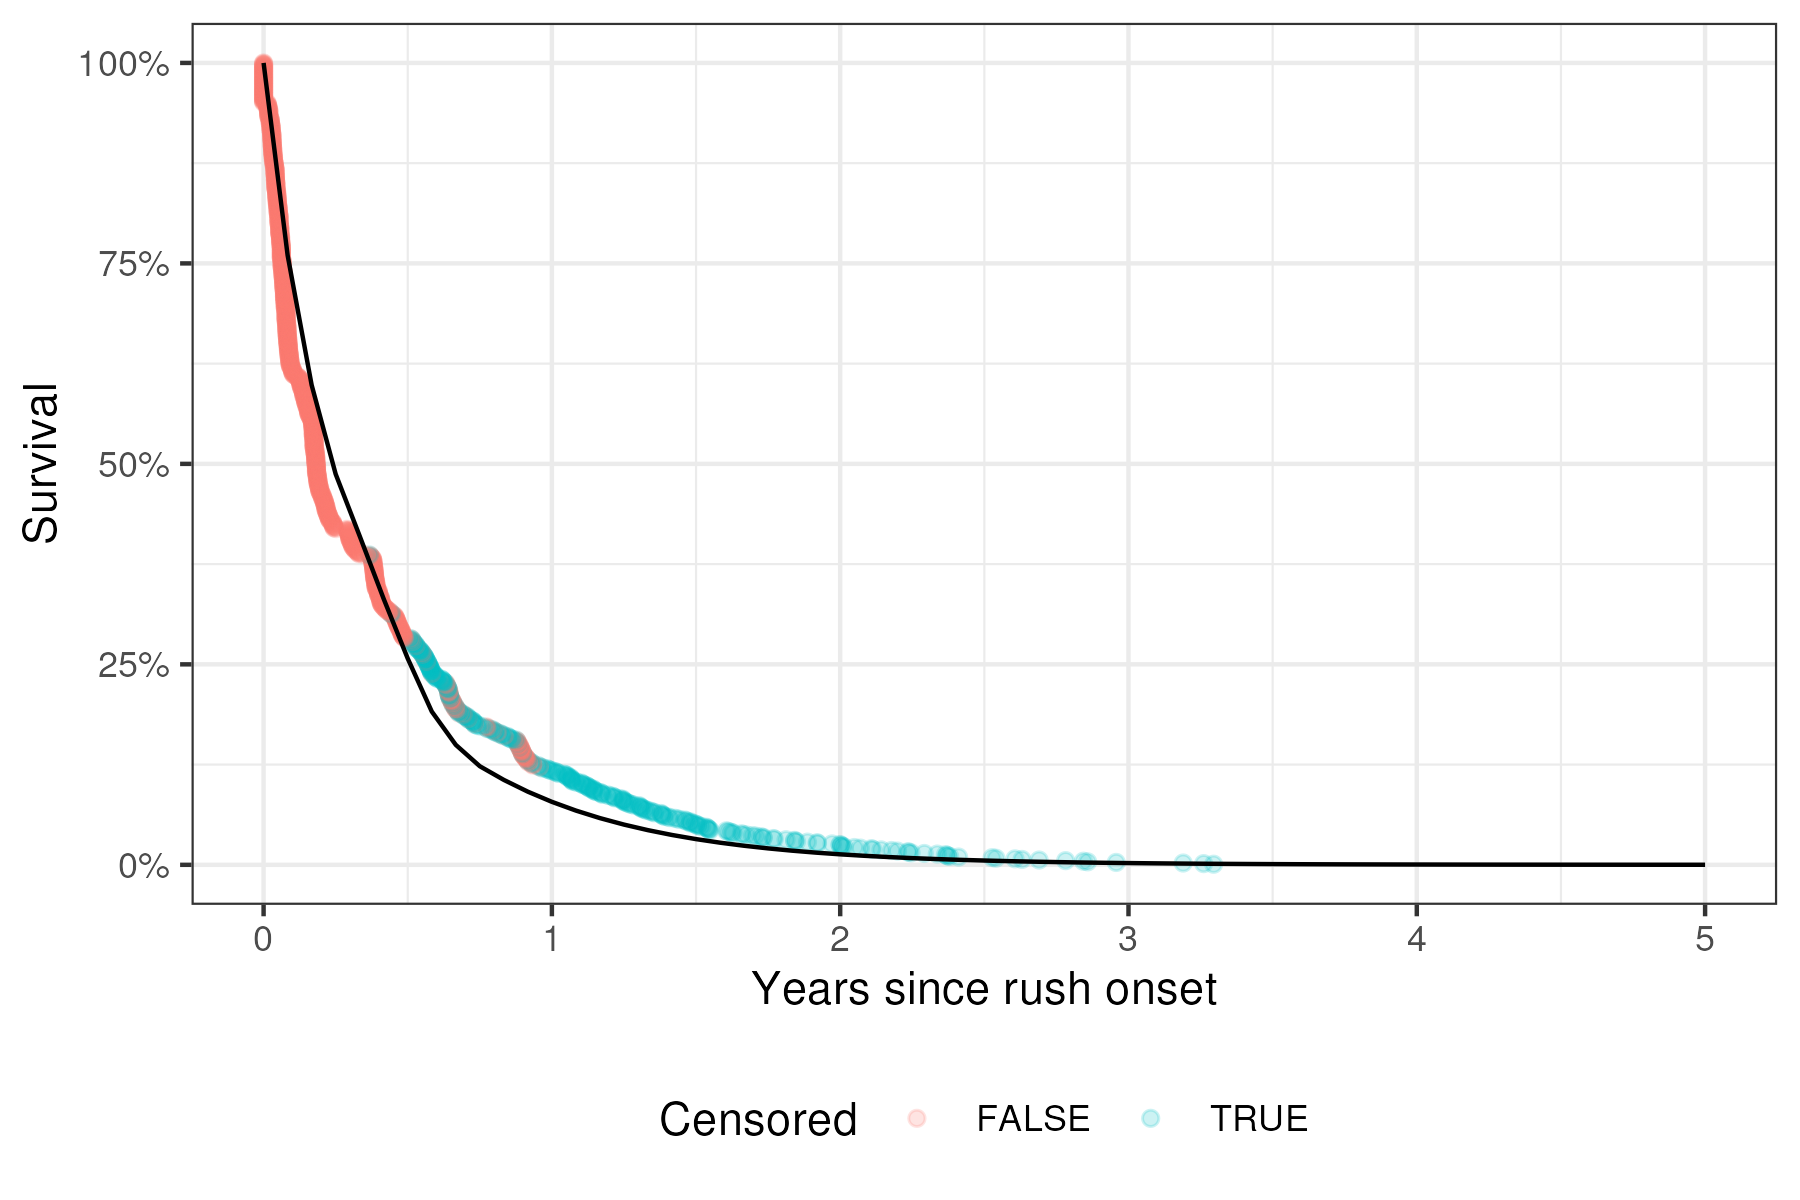 Survival
100%
75%
50%
25%
0%
0 1 2 3 4 5
Years since rush onset
Censored FALSE TRUE